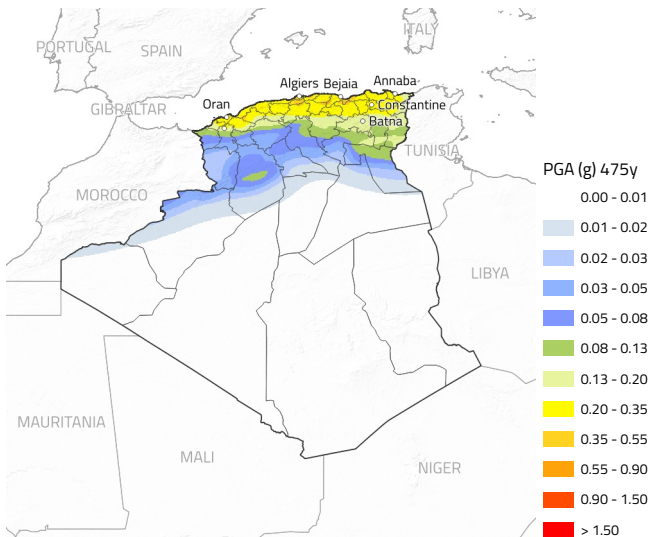 ITALY
PORTUGAL
SPAIN
Algiers Bejaia Annaba
Oran
Constantine
GIBRALTAR
Batna
TUNISIA
PGA (g) 475y
MOROCCO
0.00 - 0.01
0.01 - 0.02
0.02 - 0.03
LIBYA
0.03 - 0.05
0.05 - 0.08
0.08 - 0.13
0.13 - 0.20
0.20 - 0.35
MAURITANIA
0.35 - 0.55
MALI
NIGER
0.55 - 0.90
0.90 - 1.50
> 1.50